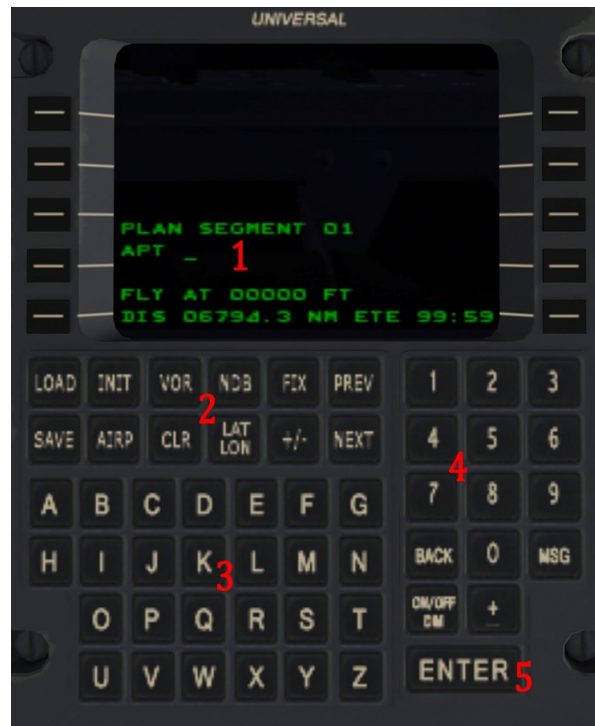 UNIVERSAL
PLAN SEGMENT 01
APT _ 1
FLY AT 00000 FT
DIS 06794.3 NM ETE 99:59
LOAD INIT VOR NDB FIX PREV 1 2 3
2
SAVE AIRP CLR LAT LON +/- NEXT 4 5 6
4
A B C D E F G 7 8 9
H I J K L M N BACK 0 MSG
3
O P Q R S T ON/OFF DIM +
U V W X Y Z ENTER 5